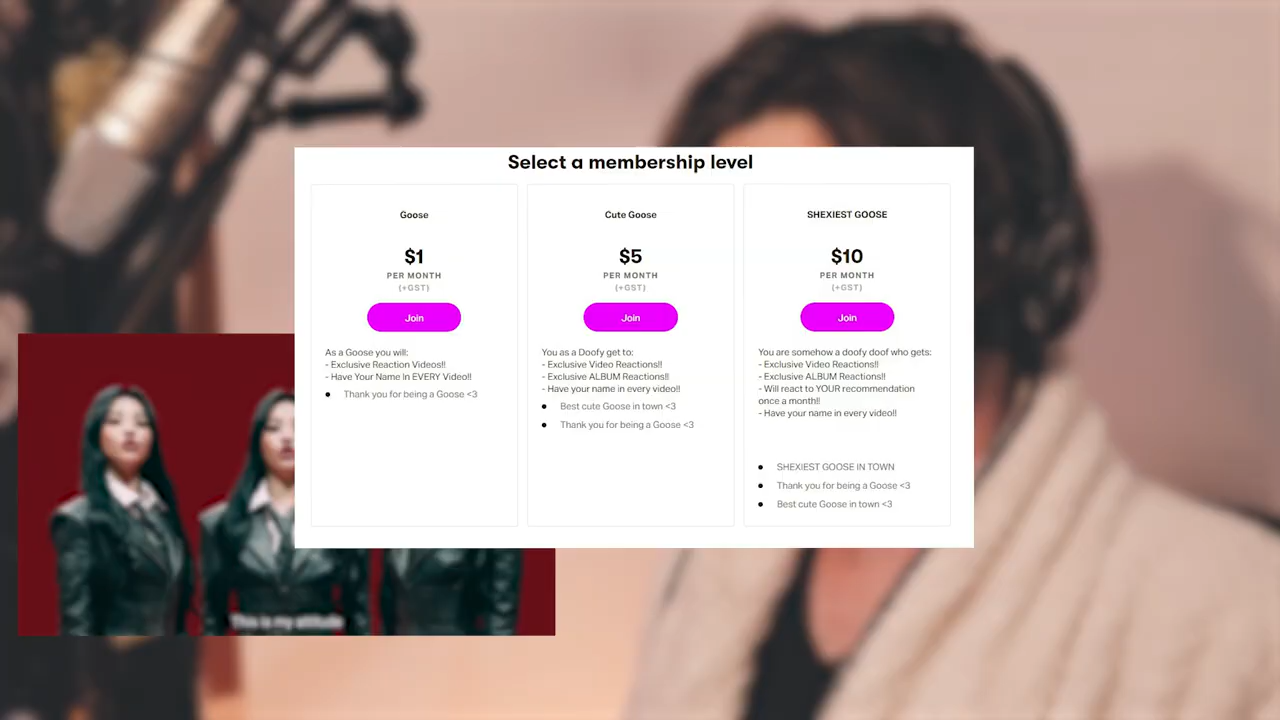 Select a membership level
Goose
$1
PER MONTH
(+GST)
Join
As a Goose you will:
- Exclusive Reaction Videos!!
- Have Your Name In EVERY Video!!
● Thank you for being a Goose <3
Cute Goose
$5
PER MONTH
(+GST)
Join
You as a Doofy get to:
- Exclusive Video Reactions!!
- Exclusive ALBUM Reactions!!
- Have your name in every video!!
● Best cute Goose in town <3
● Thank you for being a Goose <3
SHEXIEST GOOSE
$10
PER MONTH
(+GST)
Join
You are somehow a doofy doof who gets:
- Exclusive Video Reactions!!
- Exclusive ALBUM Reactions!!
- Will react to YOUR recommendation
once a month!!
- Have your name in every video!!
● SHEXIEST GOOSE IN TOWN
● Thank you for being a Goose <3
● Best cute Goose in town <3
This is my attitude